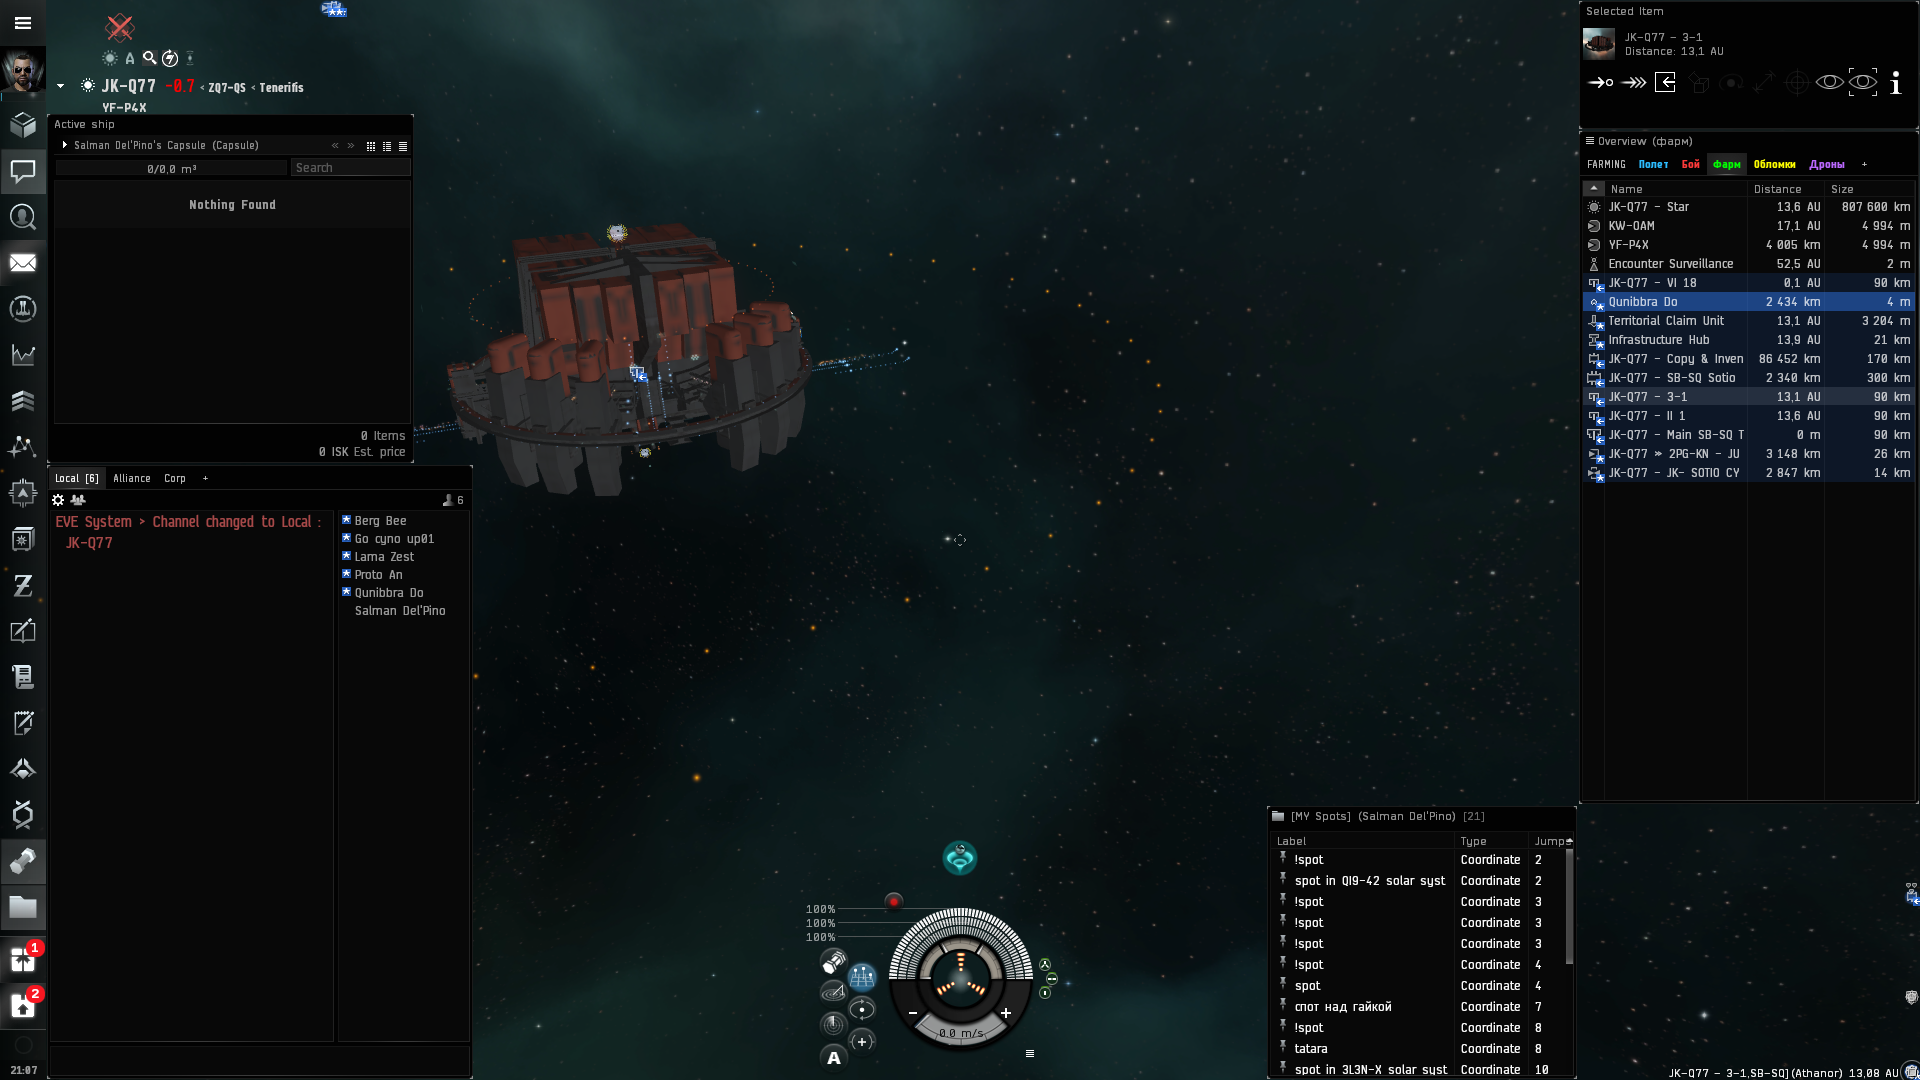 JK-Q77 -0.7 < ZQ7-QS < Tenerifis
YF-P4X
Active ship
Salman Del'Pino's Capsule (Capsule)
0/0,0 m³
Search
Nothing Found
0 Items
0 ISK Est. price
Local [6] Alliance Corp +
6
EVE System > Channel changed to Local :
JK-Q77
Berg Bee
Go cyno up01
Lama Zest
Proto An
Qunibbra Do
Salman Del'Pino
1
2
21:07
100%
100%
100%
0.0 m/s
A
Selected Item
JK-Q77 - 3-1
Distance: 13,1 AU
Overview (фарм)
FARMING Полет Бой Фарм Обломки Дроны +
Name Distance Size
JK-Q77 - Star 13,6 AU 807 600 km
KW-OAM 17,1 AU 4 994 m
YF-P4X 4 005 km 4 994 m
Encounter Surveillance 52,5 AU 2 m
JK-Q77 - VI 18 0,1 AU 90 km
Qunibbra Do 2 434 km 4 m
Territorial Claim Unit 13,1 AU 3 204 m
Infrastructure Hub 13,9 AU 21 km
JK-Q77 - Copy & Inven 86 452 km 170 km
JK-Q77 - SB-SQ Sotio 2 340 km 300 km
JK-Q77 - 3-1 13,1 AU 90 km
JK-Q77 - II 1 13,6 AU 90 km
JK-Q77 - Main SB-SQ T 0 m 90 km
JK-Q77 » 2PG-KN - JU 3 148 km 26 km
JK-Q77 - JK- SOTIO CY 2 847 km 14 km
[MY Spots] (Salman Del'Pino) [21]
Label Type Jumps
!spot Coordinate 2
spot in QI9-42 solar syst Coordinate 2
!spot Coordinate 3
!spot Coordinate 3
!spot Coordinate 3
!spot Coordinate 4
spot Coordinate 4
спот над гайкой Coordinate 7
!spot Coordinate 8
tatara Coordinate 8
spot in 3L3N-X solar syst Coordinate 10
JK-Q77 - 3-1,SB-SQ](Athanor) 13,08 AU